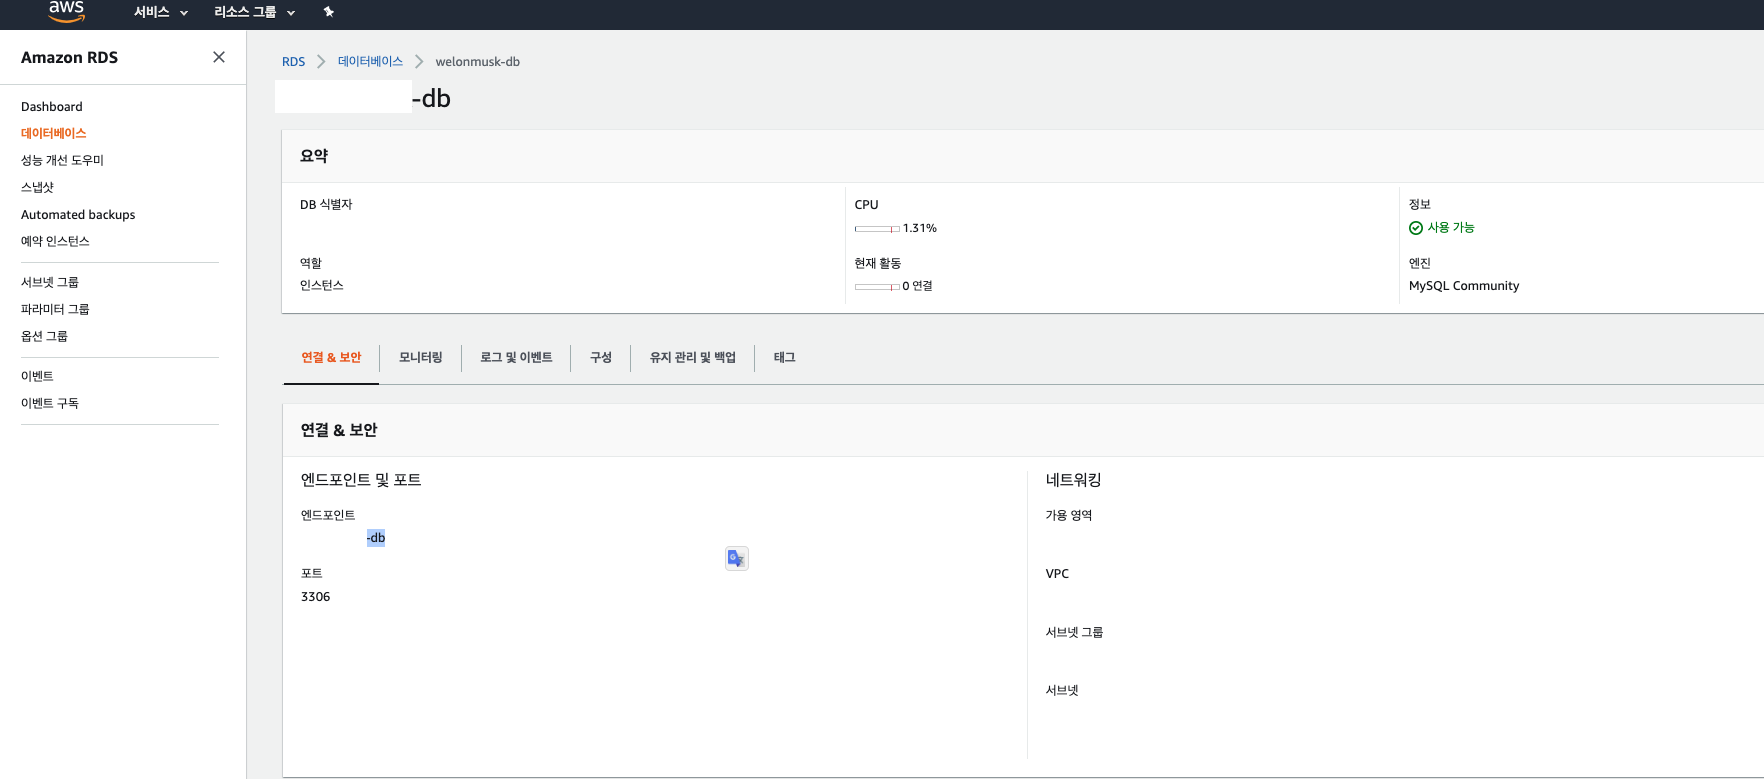 aws 서비스 리소스 그룹
Amazon RDS
Dashboard
데이터베이스
성능 개선 도우미
스냅샷
Automated backups
예약 인스턴스
서브넷 그룹
파라미터 그룹
옵션 그룹
이벤트
이벤트 구독
RDS 데이터베이스 welonmusk-db
-db
요약
DB 식별자
역할
인스턴스
CPU
1.31%
현재 활동
0 연결
정보
사용 가능
엔진
MySQL Community
연결 & 보안 모니터링 로그 및 이벤트 구성 유지 관리 및 백업 태그
연결 & 보안
엔드포인트 및 포트
엔드포인트
-db
포트
3306
네트워킹
가용 영역
VPC
서브넷 그룹
서브넷